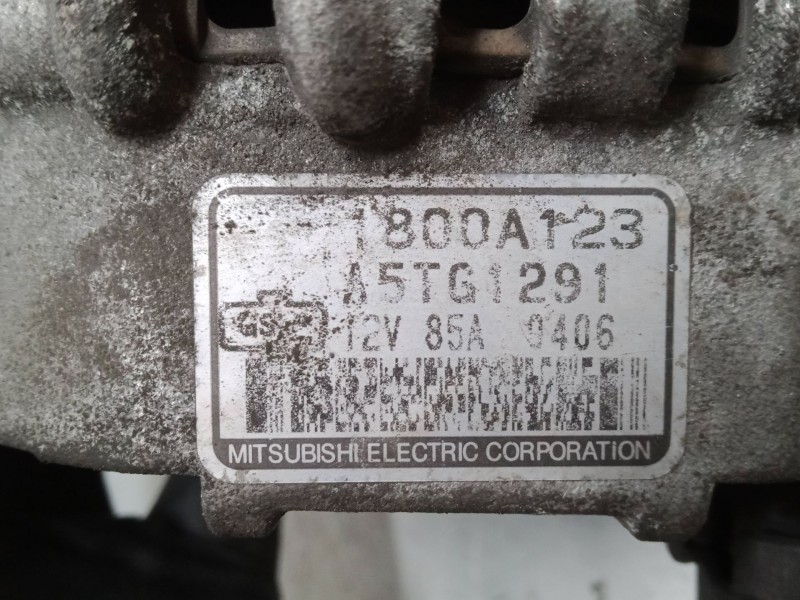 1800A123
A5TG1291
12V 85A 0406
MITSUBISHI ELECTRIC CORPORATION